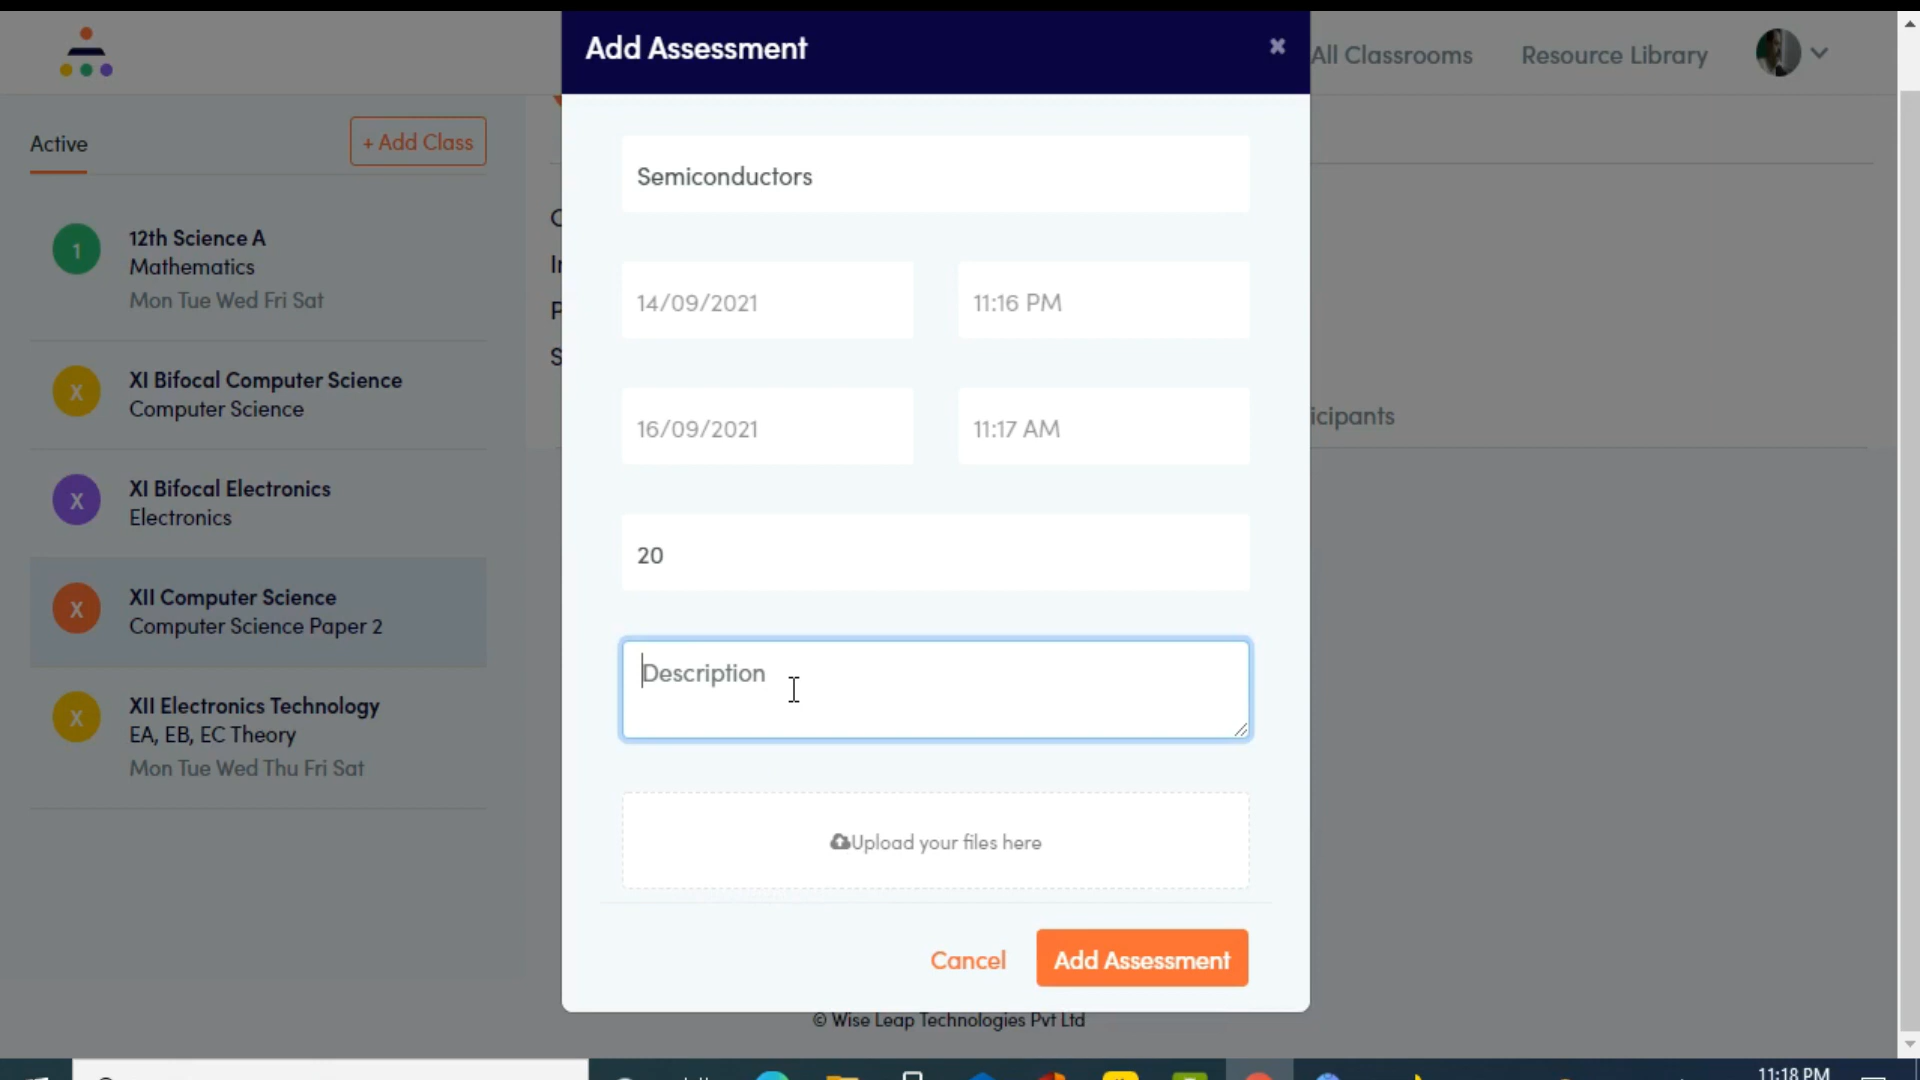 Add Assessment
×
All Classrooms
Resource Library
Active
+ Add Class
1
12th Science A
Mathematics
Mon Tue Wed Fri Sat
X
XI Bifocal Computer Science
Computer Science
X
XI Bifocal Electronics
Electronics
X
XII Computer Science
Computer Science Paper 2
X
XII Electronics Technology
EA, EB, EC Theory
Mon Tue Wed Thu Fri Sat
Semiconductors
14/09/2021
11:16 PM
16/09/2021
11:17 AM
icipants
20
Description
Upload your files here
Cancel
Add Assessment
© Wise Leap Technologies Pvt Ltd
11:18 PM